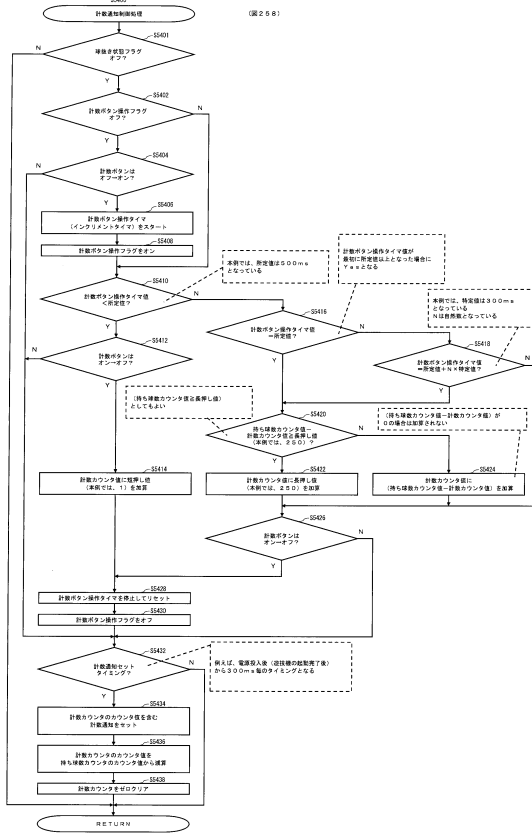 S5400
計数通知制御処理
(図258)
S5401
球抜き状態フラグ
オフ?
N
Y
S5402
計数ボタン操作フラグ
オフ?
N
Y
S5404
計数ボタンは
オフ→オン?
N
Y
S5406
計数ボタン操作タイマ
(インクリメントタイマ)をスタート
S5408
計数ボタン操作フラグをオン
本例では、所定値は500ms
となっている
計数ボタン操作タイマ値が
最初に所定値以上となった場合に
Yesとなる
S5410
計数ボタン操作タイマ値
<所定値?
N
Y
本例では、特定値は300ms
となっている
Nは自然数となっている
S5416
計数ボタン操作タイマ値
=所定値?
N
Y
S5412
計数ボタンは
オン→オフ?
N
Y
S5418
計数ボタン操作タイマ値
=所定値+N×特定値?
N
Y
(持ち球数カウンタ値≧長押し値)
としてもよい
S5420
持ち球数カウンタ値-
計数カウンタ値≧長押し値
(本例では、250)?
N
Y
(持ち球数カウンタ値-計数カウンタ値)が
0の場合は加算されない
S5414
計数カウンタ値に短押し値
(本例では、1)を加算
S5422
計数カウンタ値に長押し値
(本例では、250)を加算
S5424
計数カウンタ値に
(持ち球数カウンタ値-計数カウンタ値)を加算
S5426
計数ボタンは
オン→オフ?
N
Y
S5428
計数ボタン操作タイマを停止してリセット
S5430
計数ボタン操作フラグをオフ
S5432
計数通知セット
タイミング?
N
Y
例えば、電源投入後(遊技機の起動完了後)
から300ms毎のタイミングとなる
S5434
計数カウンタのカウンタ値を含む
計数通知をセット
S5436
計数カウンタのカウンタ値を
持ち球数カウンタのカウンタ値から減算
S5438
計数カウンタをゼロクリア
RETURN